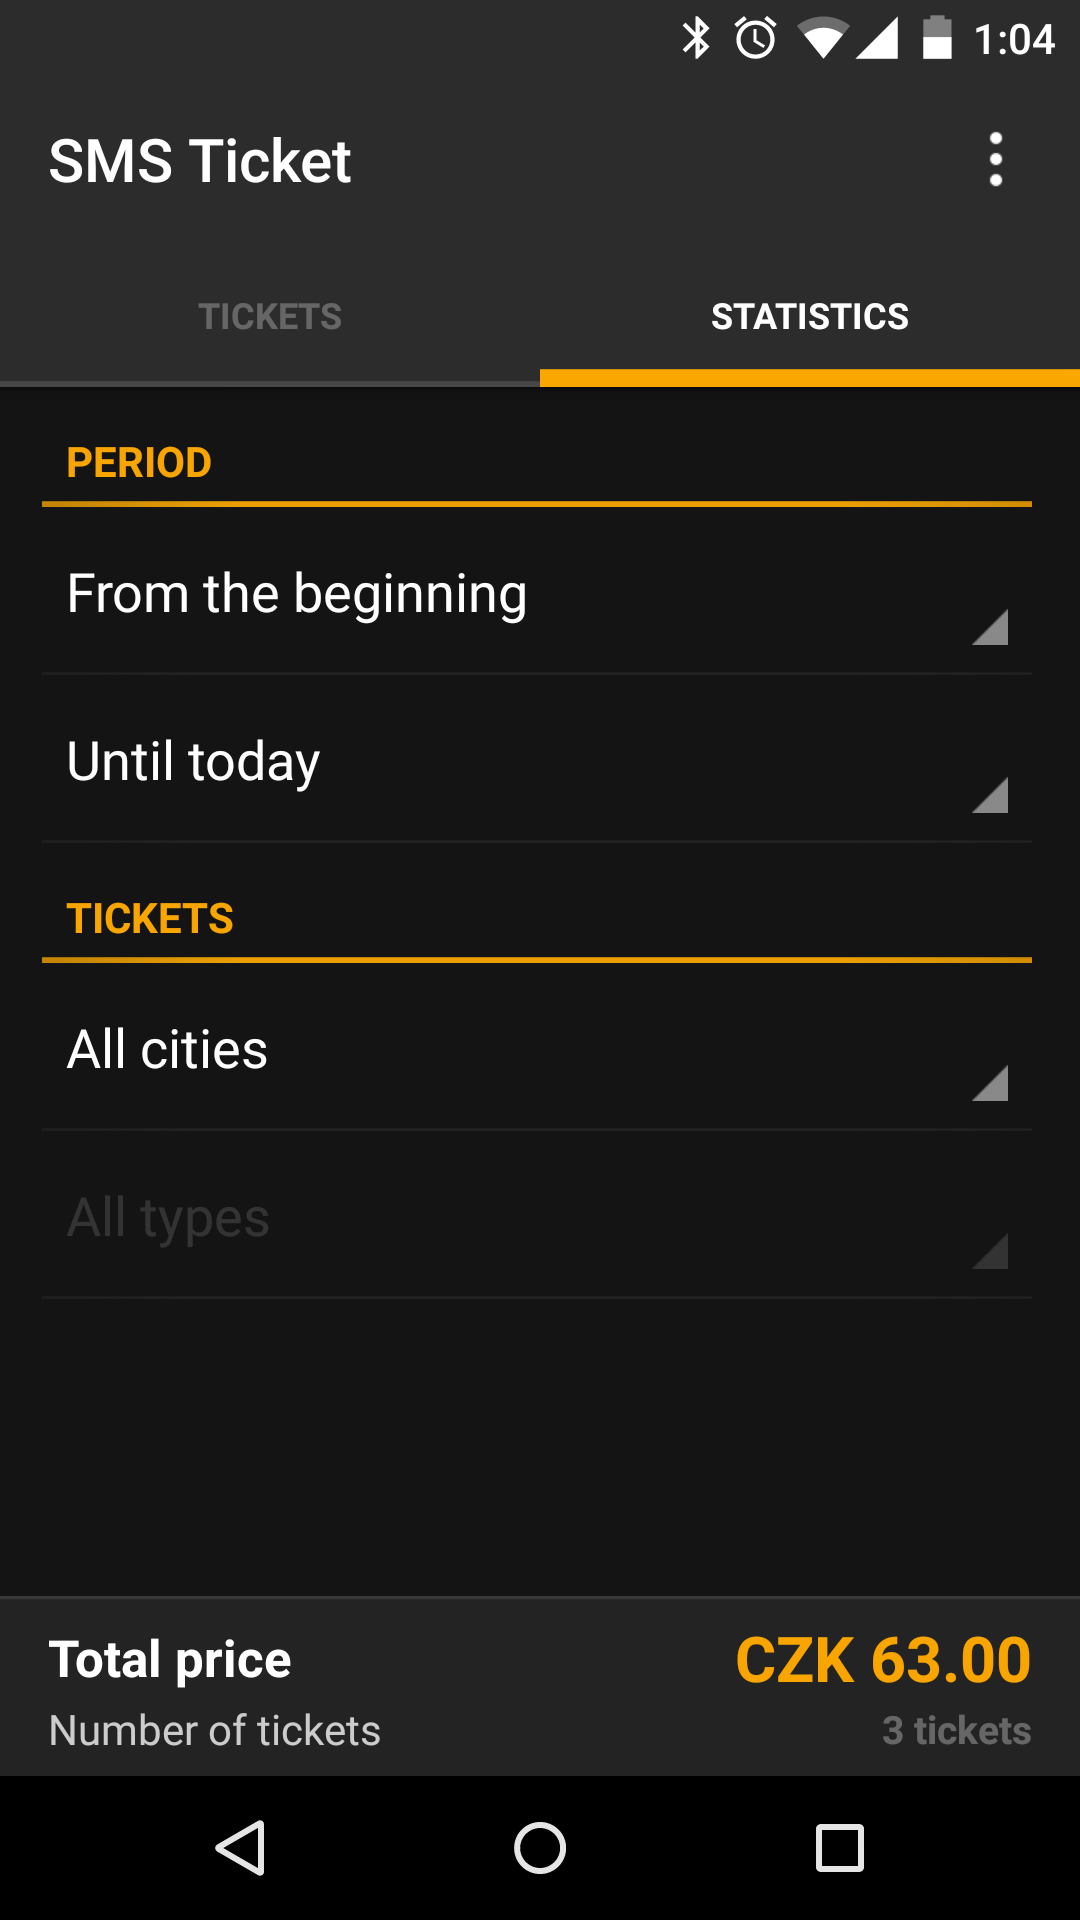 1:04
SMS Ticket
TICKETS
STATISTICS
PERIOD
From the beginning
Until today
TICKETS
All cities
All types
Total price
CZK 63.00
Number of tickets
3 tickets